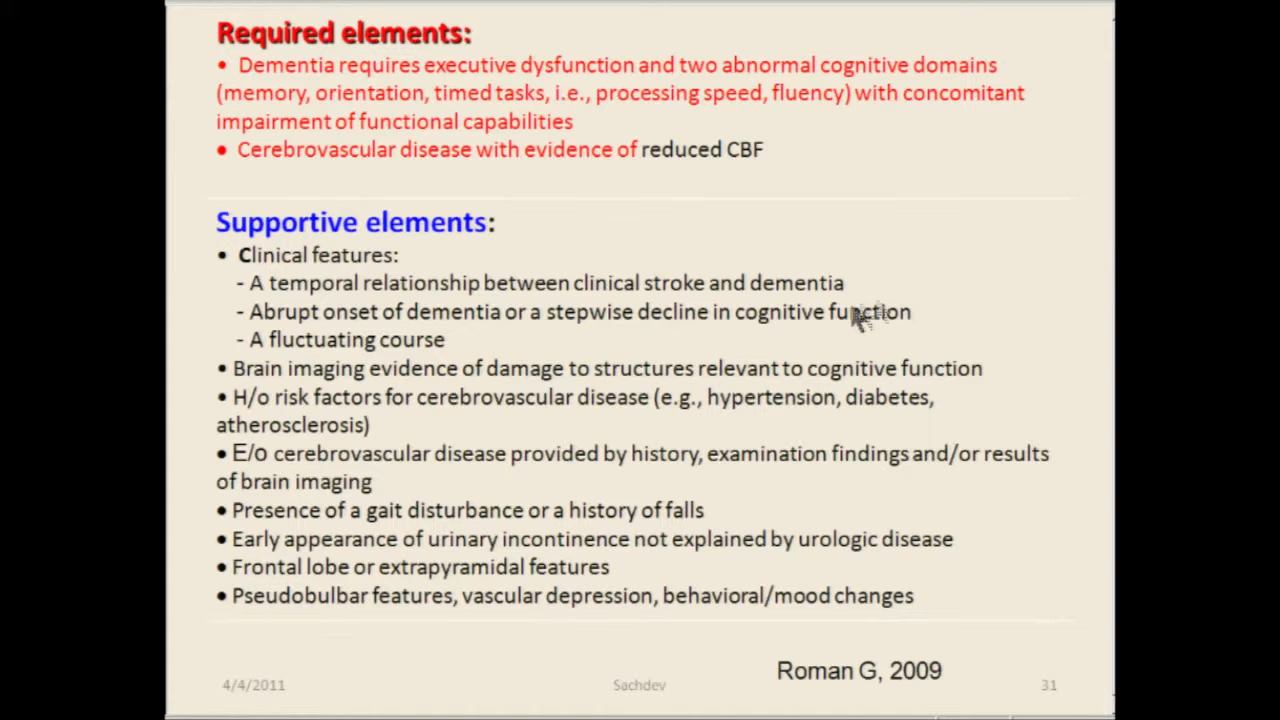 Required elements:
• Dementia requires executive dysfunction and two abnormal cognitive domains
(memory, orientation, timed tasks, i.e., processing speed, fluency) with concomitant
impairment of functional capabilities
• Cerebrovascular disease with evidence of reduced CBF
Supportive elements:
• Clinical features:
- A temporal relationship between clinical stroke and dementia
- Abrupt onset of dementia or a stepwise decline in cognitive function
- A fluctuating course
• Brain imaging evidence of damage to structures relevant to cognitive function
• H/o risk factors for cerebrovascular disease (e.g., hypertension, diabetes,
atherosclerosis)
• E/o cerebrovascular disease provided by history, examination findings and/or results
of brain imaging
• Presence of a gait disturbance or a history of falls
• Early appearance of urinary incontinence not explained by urologic disease
• Frontal lobe or extrapyramidal features
• Pseudobulbar features, vascular depression, behavioral/mood changes
Roman G, 2009
4/4/2011 Sachdev 31